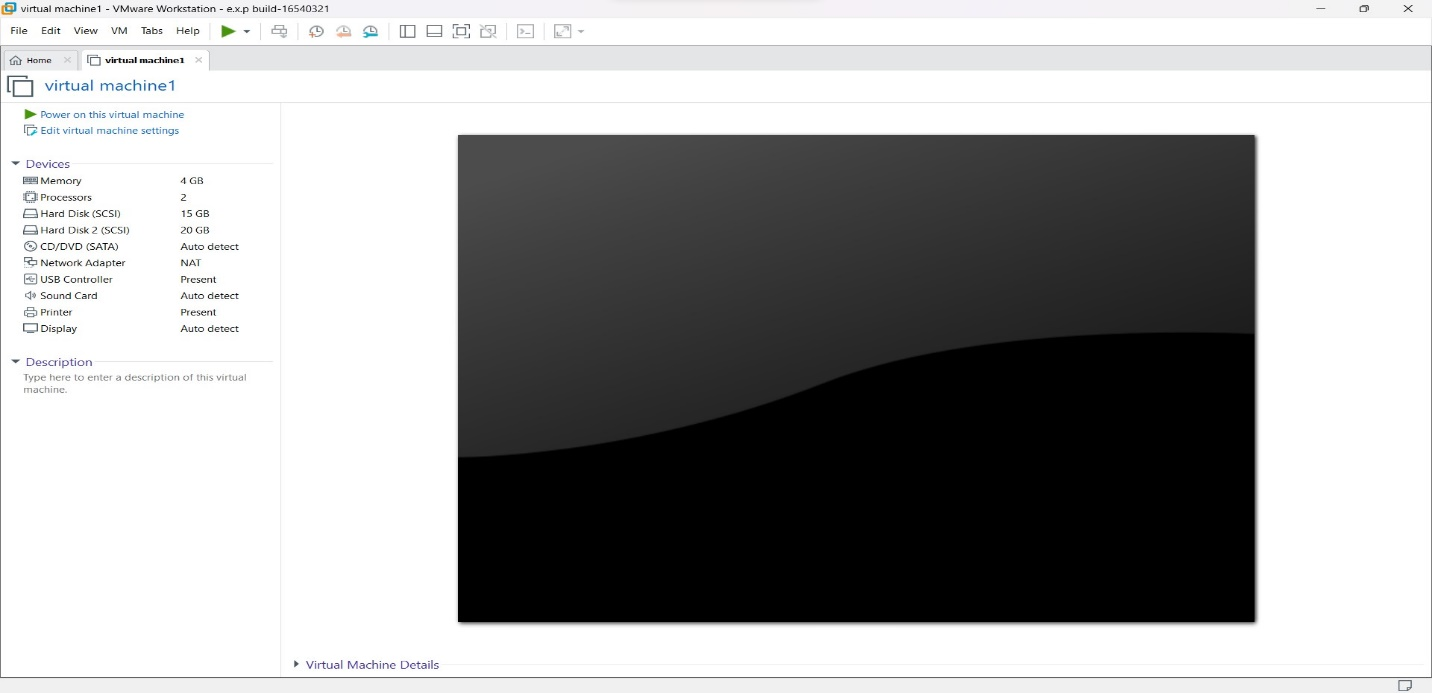 virtual machine1 - VMware Workstation - e.x.p build-16540321
File Edit View VM Tabs Help
Home virtual machine1
virtual machine1
Power on this virtual machine
Edit virtual machine settings
Devices
Memory 4 GB
Processors 2
Hard Disk (SCSI) 15 GB
Hard Disk 2 (SCSI) 20 GB
CD/DVD (SATA) Auto detect
Network Adapter NAT
USB Controller Present
Sound Card Auto detect
Printer Present
Display Auto detect
Description
Type here to enter a description of this virtual
machine.
Virtual Machine Details